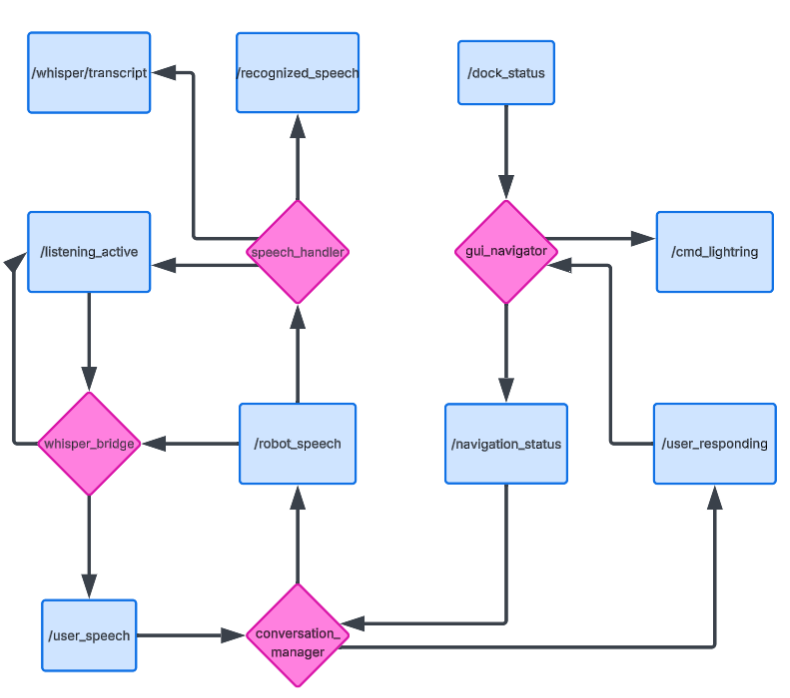 /whisper/transcript
/recognized_speech
/dock_status
/listening_active
speech_handler
gui_navigator
/cmd_lightring
whisper_bridge
/robot_speech
/navigation_status
/user_responding
/user_speech
conversation_
manager